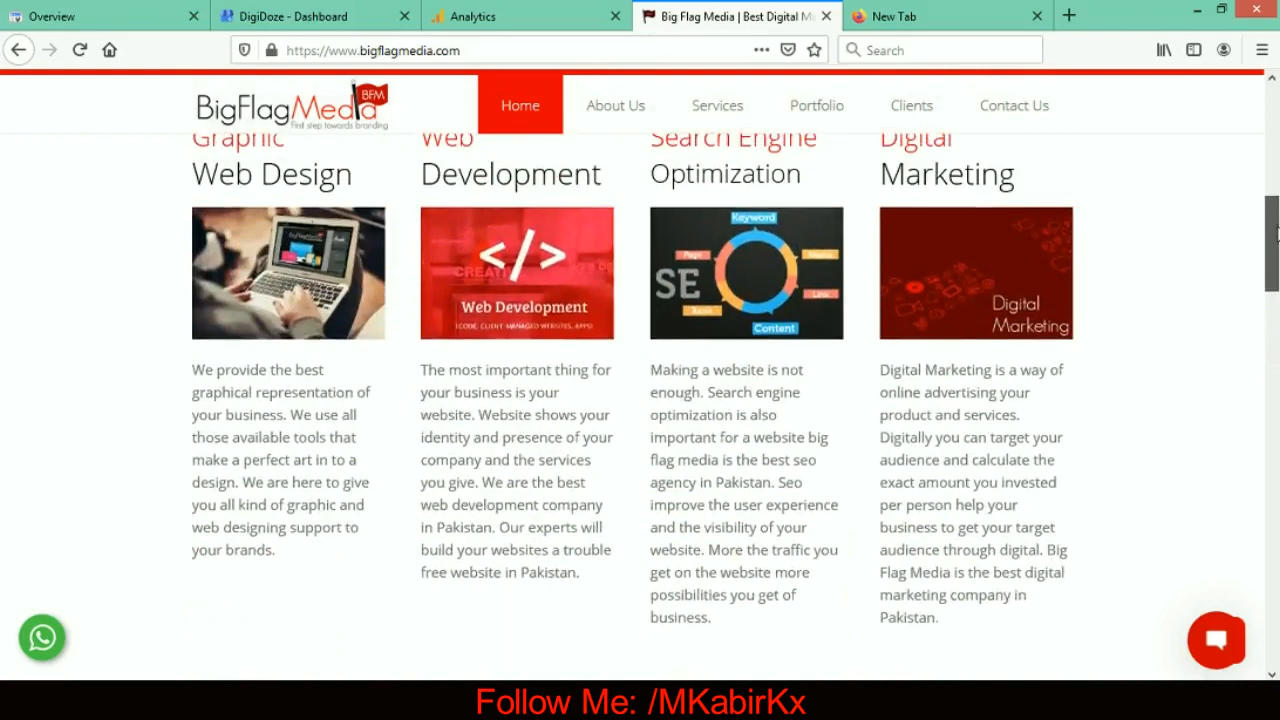 Overview
DigiDoze - Dashboard
Analytics
Big Flag Media | Best Digital M
New Tab
https://www.bigflagmedia.com
Search
BigFlagMedia
BFM
First step towards branding
Home
About Us
Services
Portfolio
Clients
Contact Us
Graphic
Web Design
Web
Development
Search Engine
Optimization
Digital
Marketing
</>
Web Development
Keyword
Page
SE
Link
Content
Digital
Marketing
We provide the best
graphical representation of
your business. We use all
those available tools that
make a perfect art in to a
design. We are here to give
you all kind of graphic and
web designing support to
your brands.
The most important thing for
your business is your
website. Website shows your
identity and presence of your
company and the services
you give. We are the best
web development company
in Pakistan. Our experts will
build your websites a trouble
free website in Pakistan.
Making a website is not
enough. Search engine
optimization is also
important for a website big
flag media is the best seo
agency in Pakistan. Seo
improve the user experience
and the visibility of your
website. More the traffic you
get on the website more
possibilities you get of
business.
Digital Marketing is a way of
online advertising your
product and services.
Digitally you can target your
audience and calculate the
exact amount you invested
per person help your
business to get your target
audience through digital. Big
Flag Media is the best digital
marketing company in
Pakistan.
Follow Me: /MKabirKx